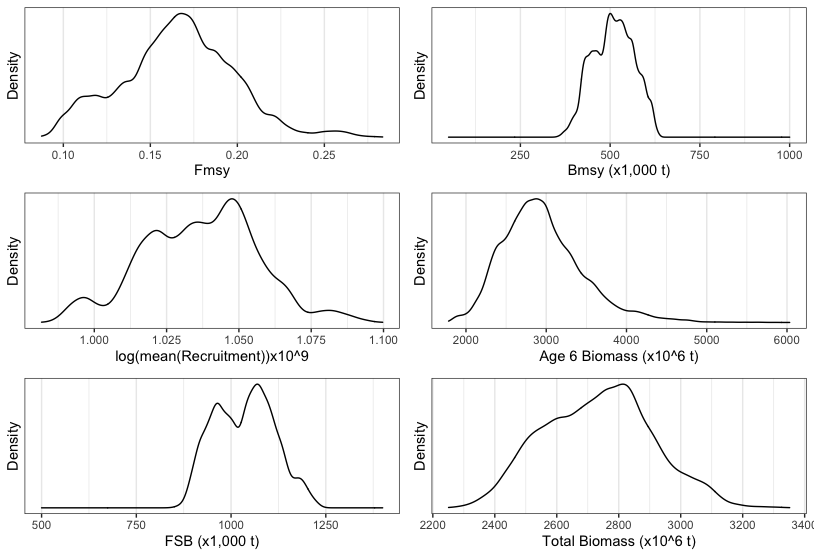 Density
0.10 0.15 0.20 0.25
Fmsy
Density
250 500 750 1000
Bmsy (x1,000 t)
Density
1.000 1.025 1.050 1.075 1.100
log(mean(Recruitment))x10^9
Density
2000 3000 4000 5000 6000
Age 6 Biomass (x10^6 t)
Density
500 750 1000 1250
FSB (x1,000 t)
Density
2200 2400 2600 2800 3000 3200 3400
Total Biomass (x10^6 t)